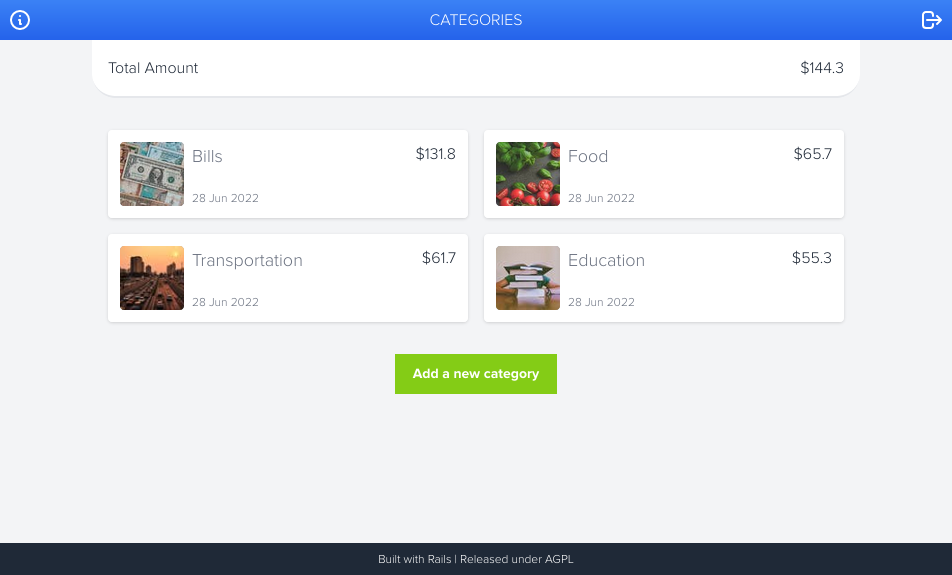 CATEGORIES
Total Amount $144.3
Bills $131.8
28 Jun 2022
Food $65.7
28 Jun 2022
Transportation $61.7
28 Jun 2022
Education $55.3
28 Jun 2022
Add a new category
Built with Rails | Released under AGPL